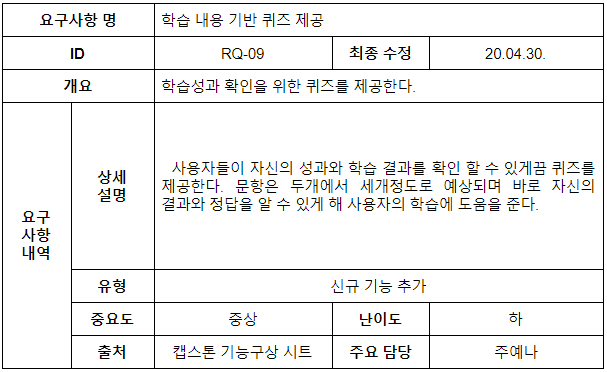 요구사항 명 학습 내용 기반 퀴즈 제공
ID RQ-09 최종 수정 20.04.30.
개요 학습성과 확인을 위한 퀴즈를 제공한다.
요구
사항
내역
상세
설명
사용자들이 자신의 성과와 학습 결과를 확인 할 수 있게끔 퀴즈를
제공한다. 문항은 두개에서 세개정도로 예상되며 바로 자신의
결과와 정답을 알 수 있게 해 사용자의 학습에 도움을 준다.
유형 신규 기능 추가
중요도 중상 난이도 하
출처 캡스톤 기능구상 시트 주요 담당 주예나